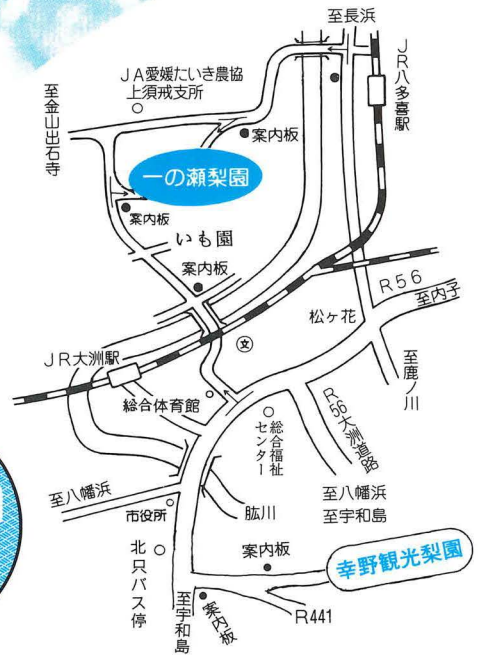 至長浜
JR八多喜駅
JA愛媛たいき農協
上須戒支所
至金山出石寺
案内板
一の瀬梨園
案内板
いも園
案内板
R56
至内子
松ヶ花
文
JR大洲駅
至鹿ノ川
総合体育館
総合福祉
センター
R56大洲道路
至八幡浜
至宇和島
至八幡浜
市役所
肱川
北只バス停
案内板
幸野観光梨園
至宇和島
案内板
R441